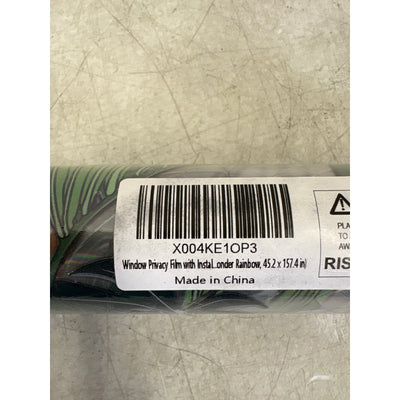 X004KE1OP3
Window Privacy Film with Instal...onder Rainbow, 45.2 x 157.4 in)
Made in China
PLA
TO
AW
RIS